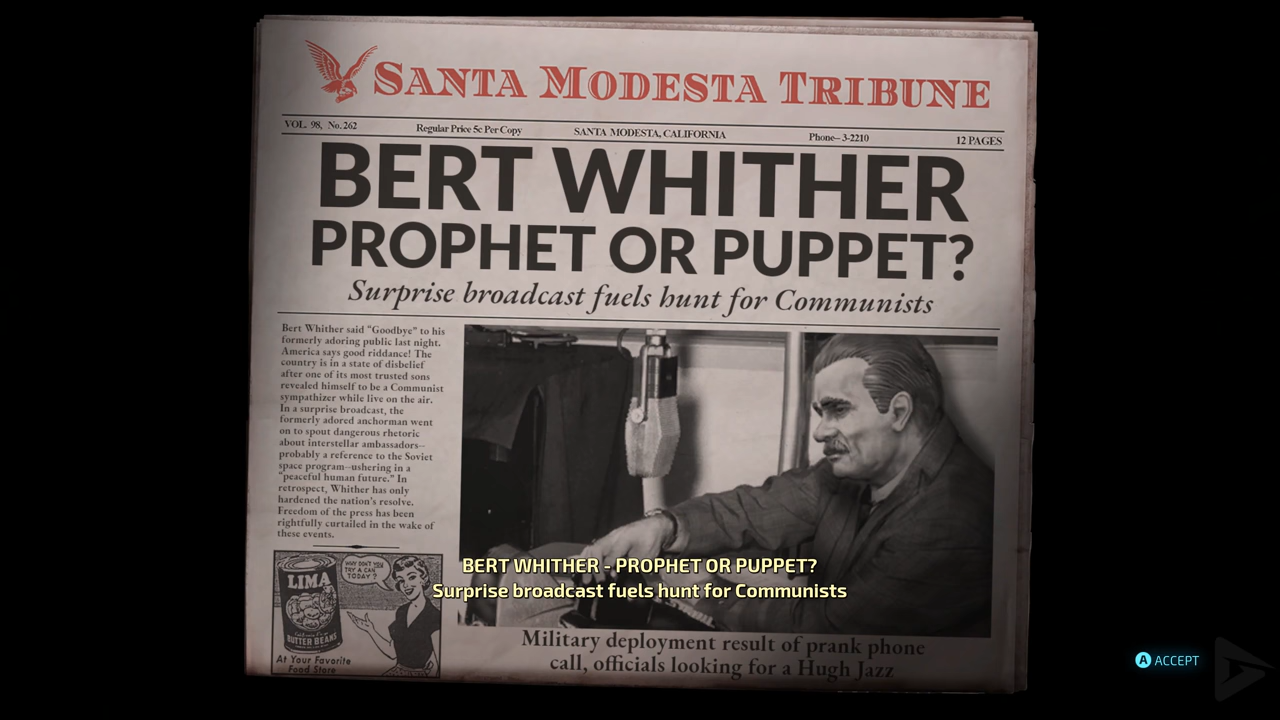 SANTA MODESTA TRIBUNE
VOL. 98, No. 262
Regular Price 5c Per Copy
SANTA MODESTA, CALIFORNIA
Phone– 3-2210
12 PAGES
BERT WHITHER
PROPHET OR PUPPET?
Surprise broadcast fuels hunt for Communists
Bert Whither said "Goodbye" to his
formerly adoring public last night.
America says good riddance! The
country is in a state of disbelief
after one of its most trusted sons
revealed himself to be a Communist
sympathizer while live on the air.
In a surprise broadcast, the
formerly adored anchorman went
on to spout dangerous rhetoric
about interstellar ambassadors--
probably a reference to the Soviet
space program--ushering in a
"peaceful human future." In
retrospect, Whither has only
hardened the nation's resolve.
Freedom of the press has been
rightfully curtailed in the wake of
these events.
WHY DON'T YOU
TRY A CAN
TODAY?
LIMA
BUTTER BEANS
At Your Favorite
Food Store
BERT WHITHER - PROPHET OR PUPPET?
Surprise broadcast fuels hunt for Communists
Military deployment result of prank phone
call, officials looking for a Hugh Jazz
A ACCEPT